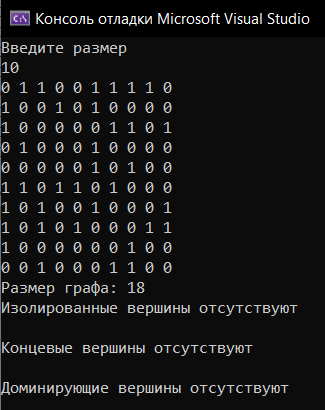 Консоль отладки Microsoft Visual Studio
Введите размер
10
0 1 1 0 0 1 1 1 1 0
1 0 0 1 0 1 0 0 0 0
1 0 0 0 0 0 1 1 0 1
0 1 0 0 0 1 0 0 0 0
0 0 0 0 0 1 0 1 0 0
1 1 0 1 1 0 1 0 0 0
1 0 1 0 0 1 0 0 0 1
1 0 1 0 1 0 0 0 1 1
1 0 0 0 0 0 0 1 0 0
0 0 1 0 0 0 1 1 0 0
Размер графа: 18
Изолированные вершины отсутствуют
Концевые вершины отсутствуют
Доминирующие вершины отсутствуют